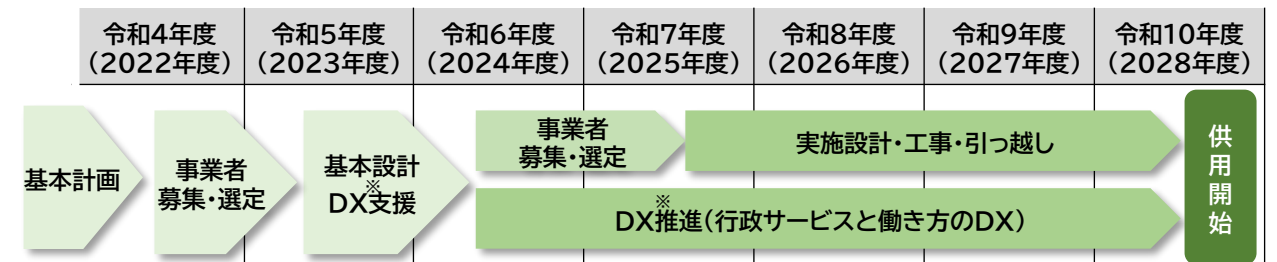 令和4年度
（2022年度）
令和5年度
（2023年度）
令和6年度
（2024年度）
令和7年度
（2025年度）
令和8年度
（2026年度）
令和9年度
（2027年度）
令和10年度
（2028年度）
基本計画
事業者
募集・選定
基本設計
※
DX支援
事業者
募集・選定
実施設計・工事・引っ越し
※
DX推進（行政サービスと働き方のDX）
供用開始